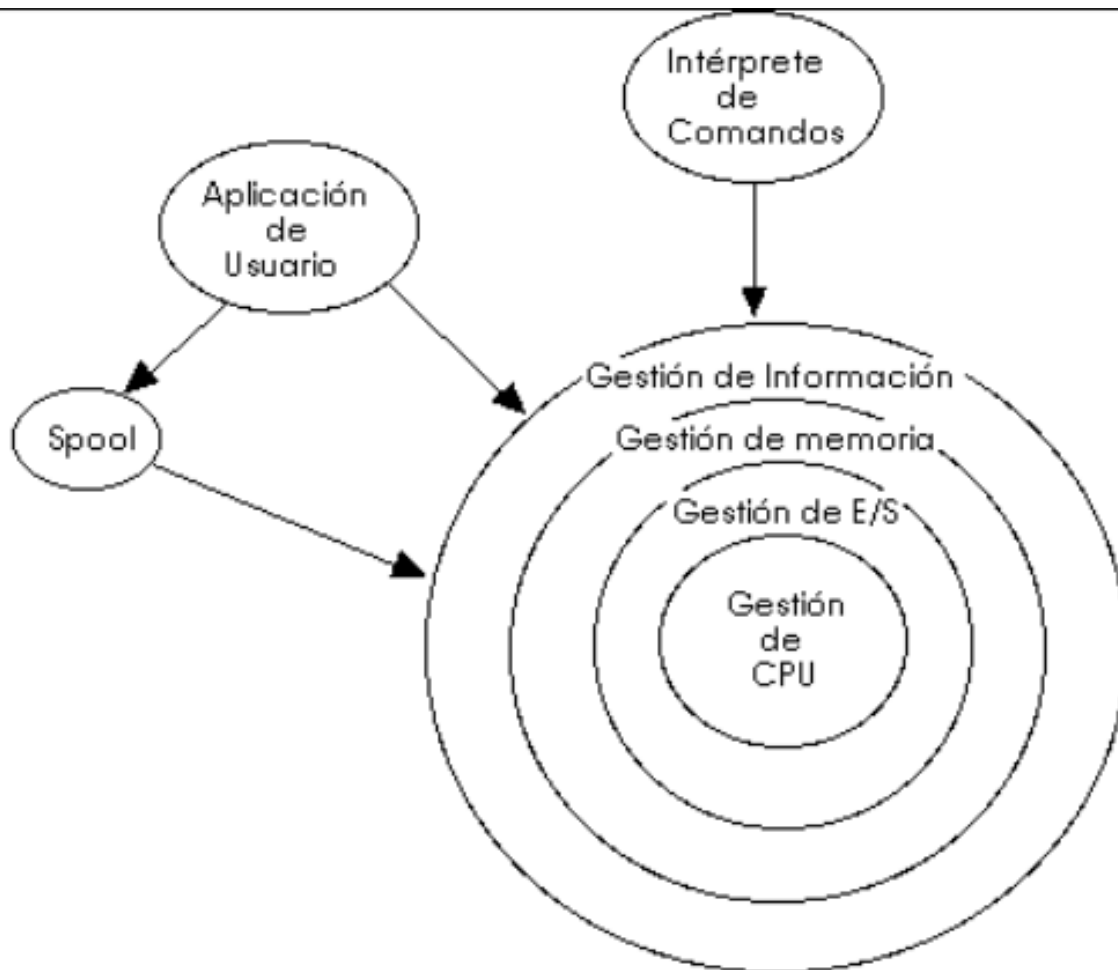 Intérprete
de
Comandos
Aplicación
de
Usuario
Spool
Gestión de Información
Gestión de memoria
Gestión de E/S
Gestión
de
CPU